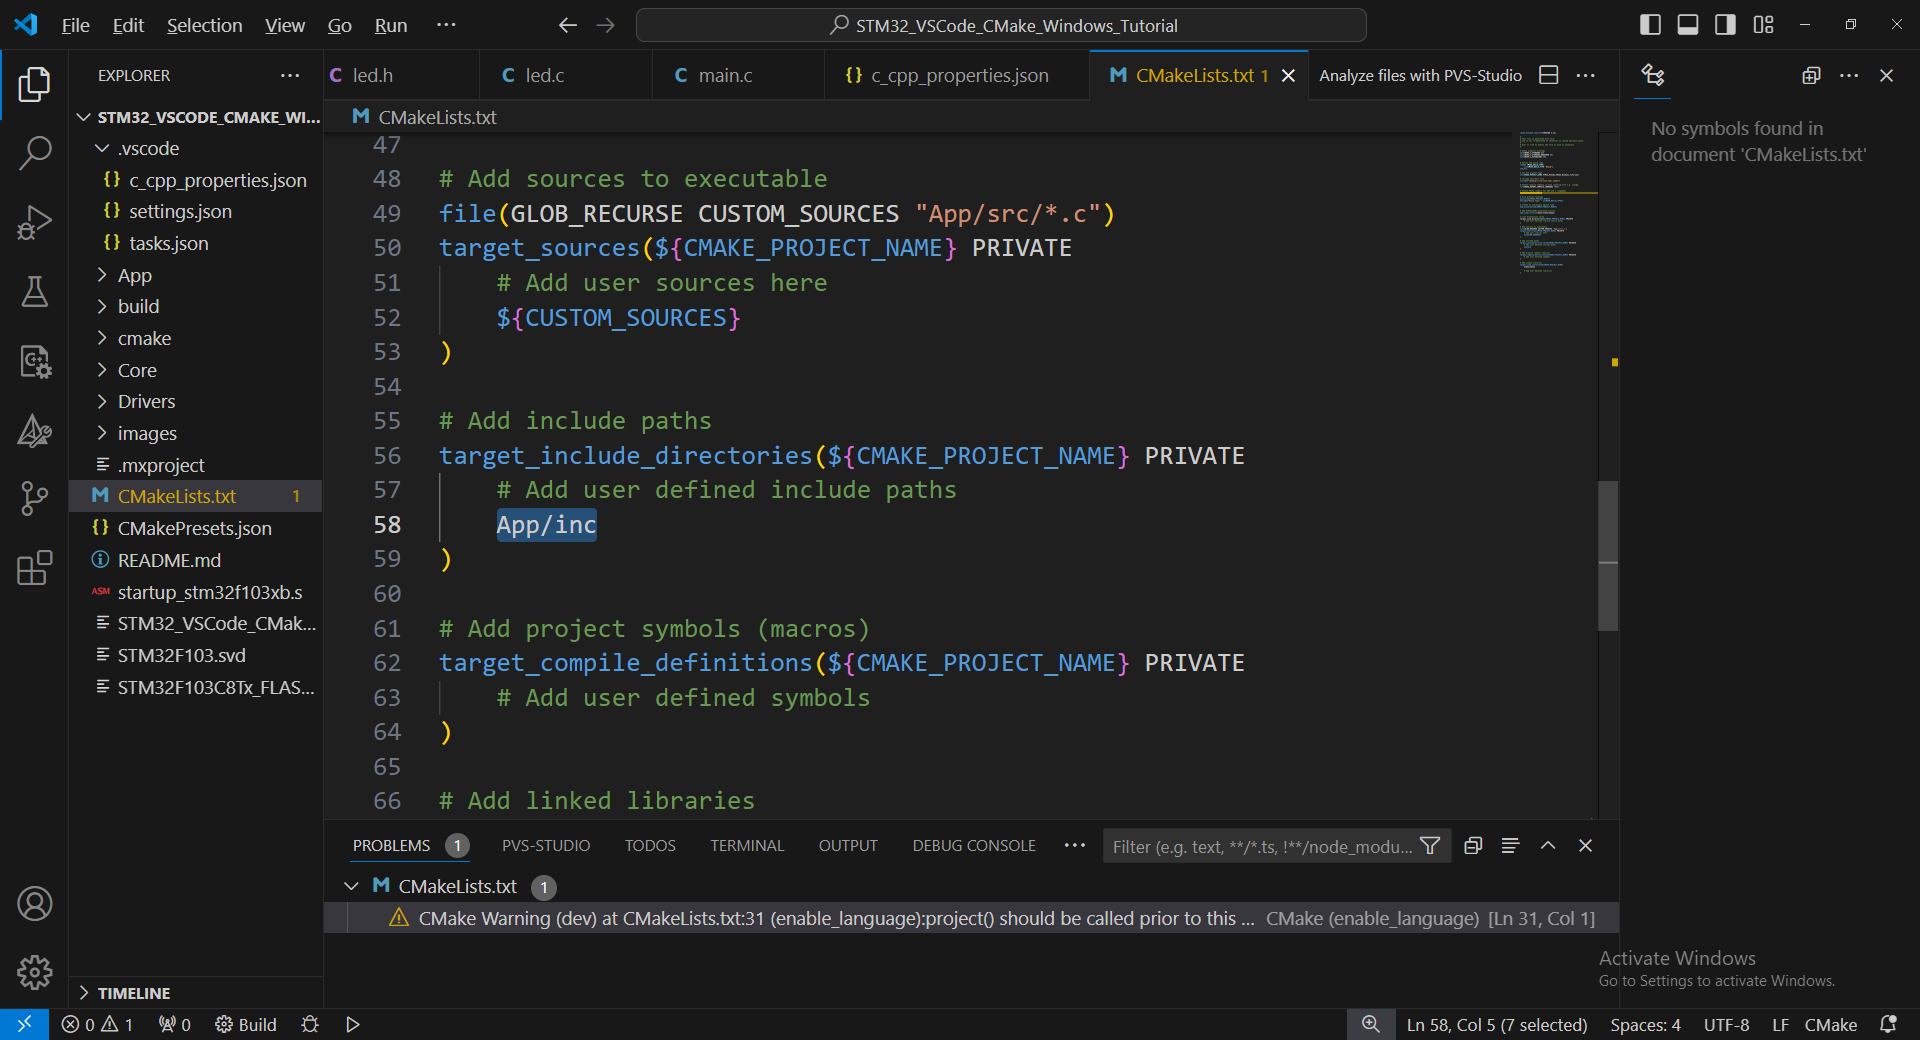 File Edit Selection View Go Run ···
STM32_VSCode_CMake_Windows_Tutorial
EXPLORER
STM32_VSCODE_CMAKE_WI...
.vscode
{} c_cpp_properties.json
{} settings.json
{} tasks.json
App
build
cmake
Core
Drivers
images
.mxproject
M CMakeLists.txt 1
{} CMakePresets.json
README.md
ASM startup_stm32f103xb.s
STM32_VSCode_CMak...
STM32F103.svd
STM32F103C8Tx_FLAS...
TIMELINE
C led.h
C led.c
C main.c
{} c_cpp_properties.json
M CMakeLists.txt 1
Analyze files with PVS-Studio
M CMakeLists.txt
47
48 # Add sources to executable
49 file(GLOB_RECURSE CUSTOM_SOURCES "App/src/*.c")
50 target_sources(${CMAKE_PROJECT_NAME} PRIVATE
51 # Add user sources here
52 ${CUSTOM_SOURCES}
53 )
54
55 # Add include paths
56 target_include_directories(${CMAKE_PROJECT_NAME} PRIVATE
57 # Add user defined include paths
58 App/inc
59 )
60
61 # Add project symbols (macros)
62 target_compile_definitions(${CMAKE_PROJECT_NAME} PRIVATE
63 # Add user defined symbols
64 )
65
66 # Add linked libraries
No symbols found in
document 'CMakeLists.txt'
PROBLEMS 1 PVS-STUDIO TODOS TERMINAL OUTPUT DEBUG CONSOLE ··· Filter (e.g. text, **/*.ts, !**/node_modu...
M CMakeLists.txt 1
CMake Warning (dev) at CMakeLists.txt:31 (enable_language):project() should be called prior to this ... CMake (enable_language) [Ln 31, Col 1]
Activate Windows
Go to Settings to activate Windows.
0 1 0 Build Ln 58, Col 5 (7 selected) Spaces: 4 UTF-8 LF CMake